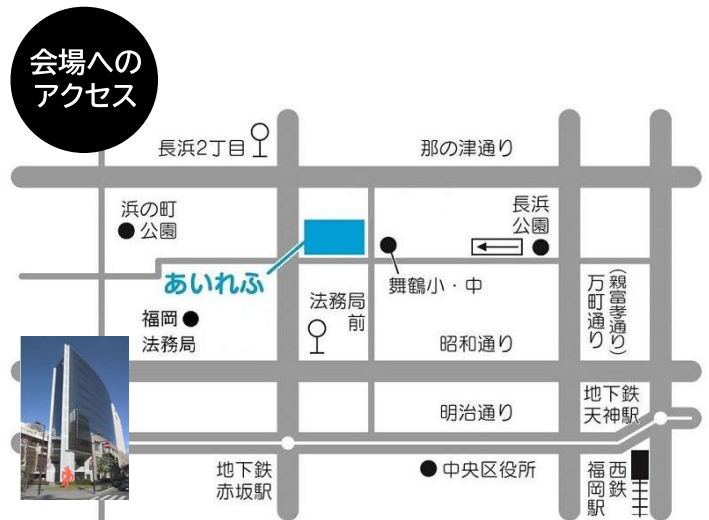 会場への
アクセス
長浜2丁目
那の津通り
浜の町
公園
長浜
公園
あいれふ
舞鶴小・中
法務局
前
福岡
法務局
昭和通り
(親富孝通り)
万町通り
明治通り
地下鉄
天神駅
地下鉄
赤坂駅
中央区役所
西鉄
福岡駅